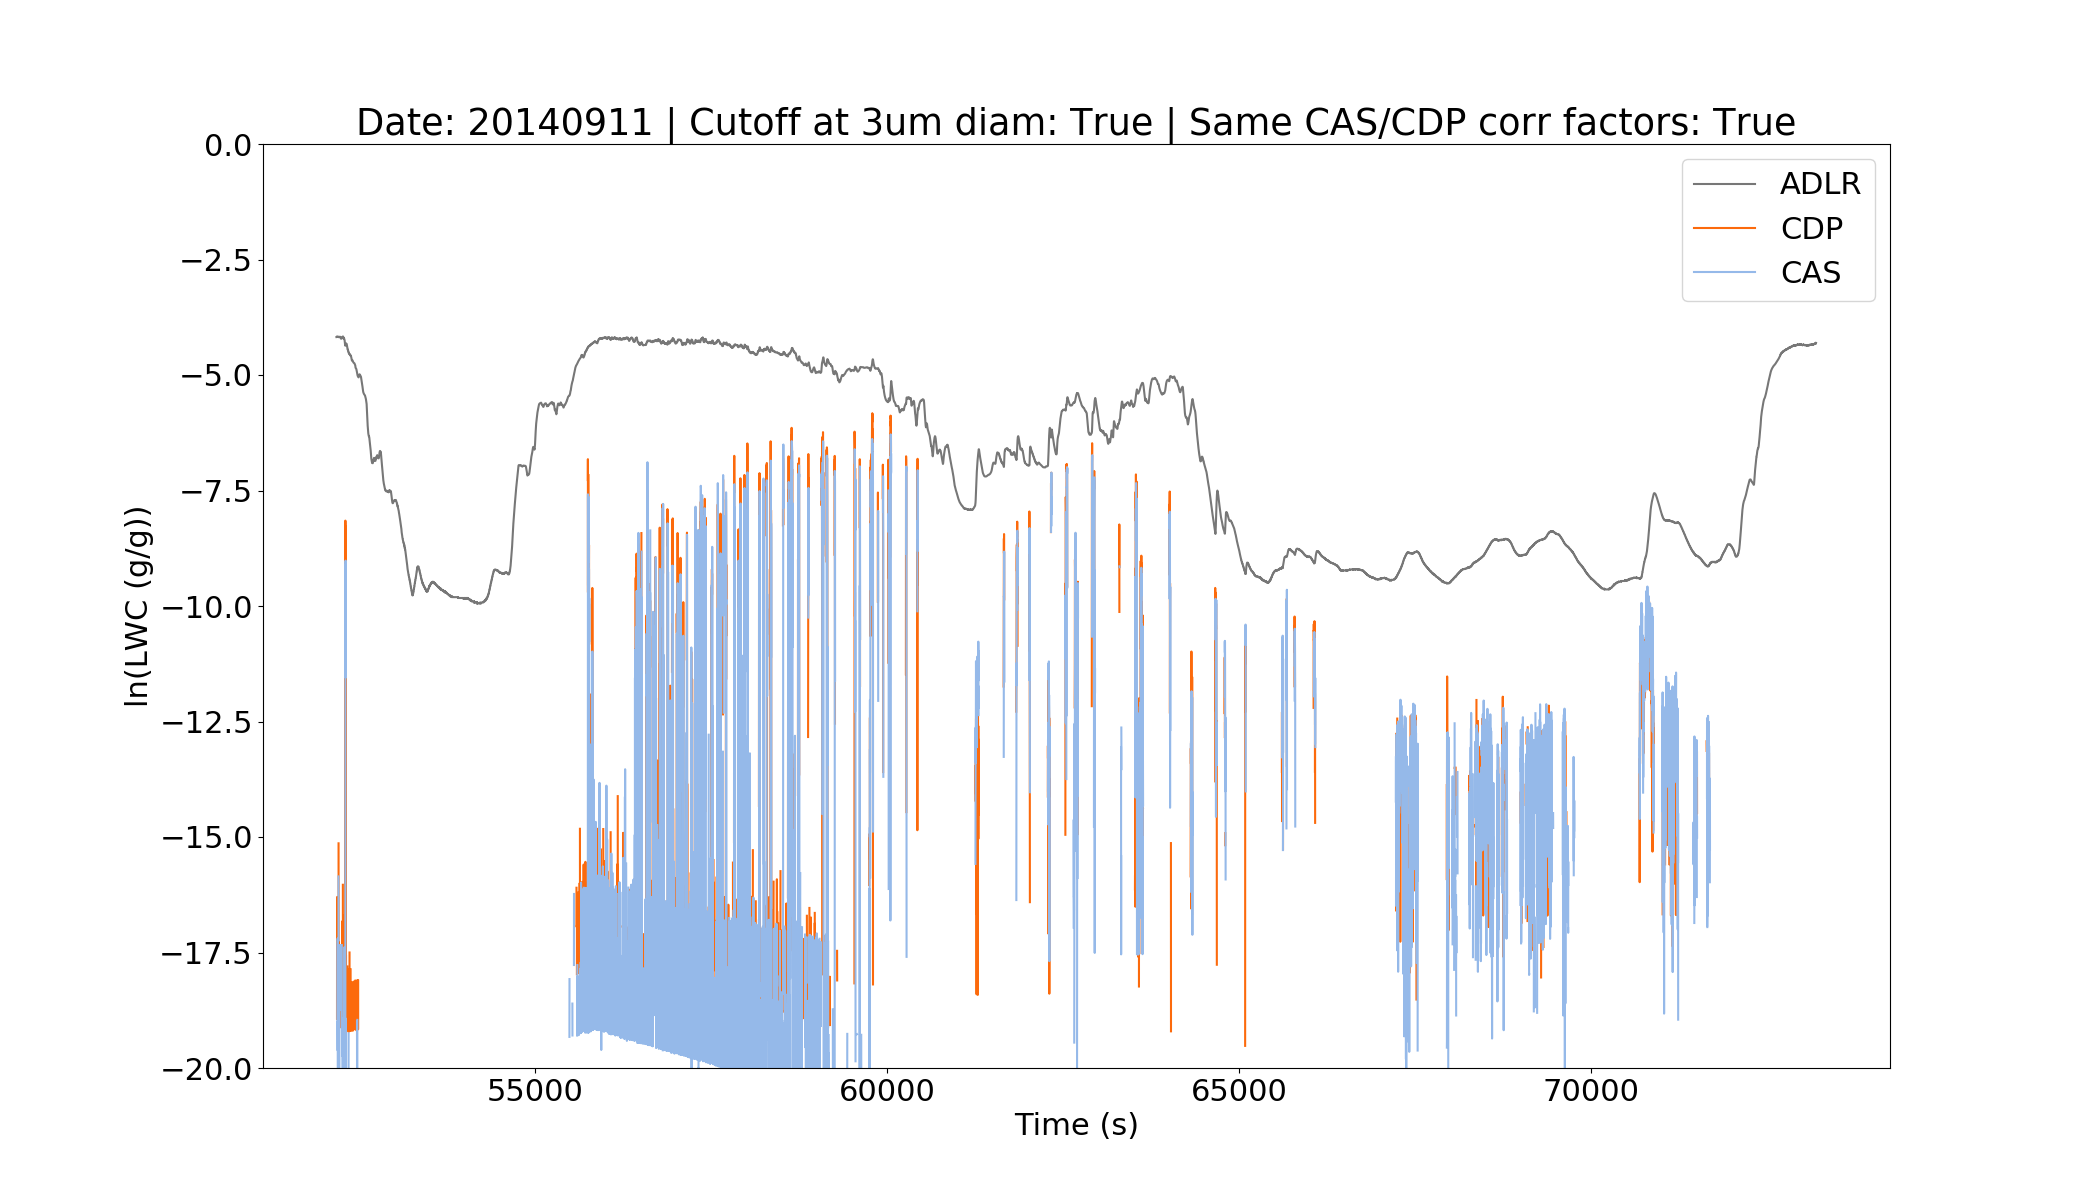 Date: 20140911 | Cutoff at 3um diam: True | Same CAS/CDP corr factors: True
0.0
−2.5
−5.0
−7.5
−10.0
−12.5
−15.0
−17.5
−20.0
ln(LWC (g/g))
ADLR
CDP
CAS
55000
60000
65000
70000
Time (s)